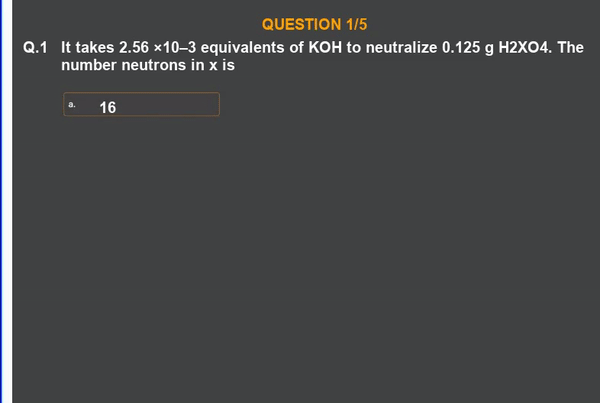 QUESTION 1/5
Q.1 It takes 2.56 ×10–3 equivalents of KOH to neutralize 0.125 g H2XO4. The
number neutrons in x is
a. 16